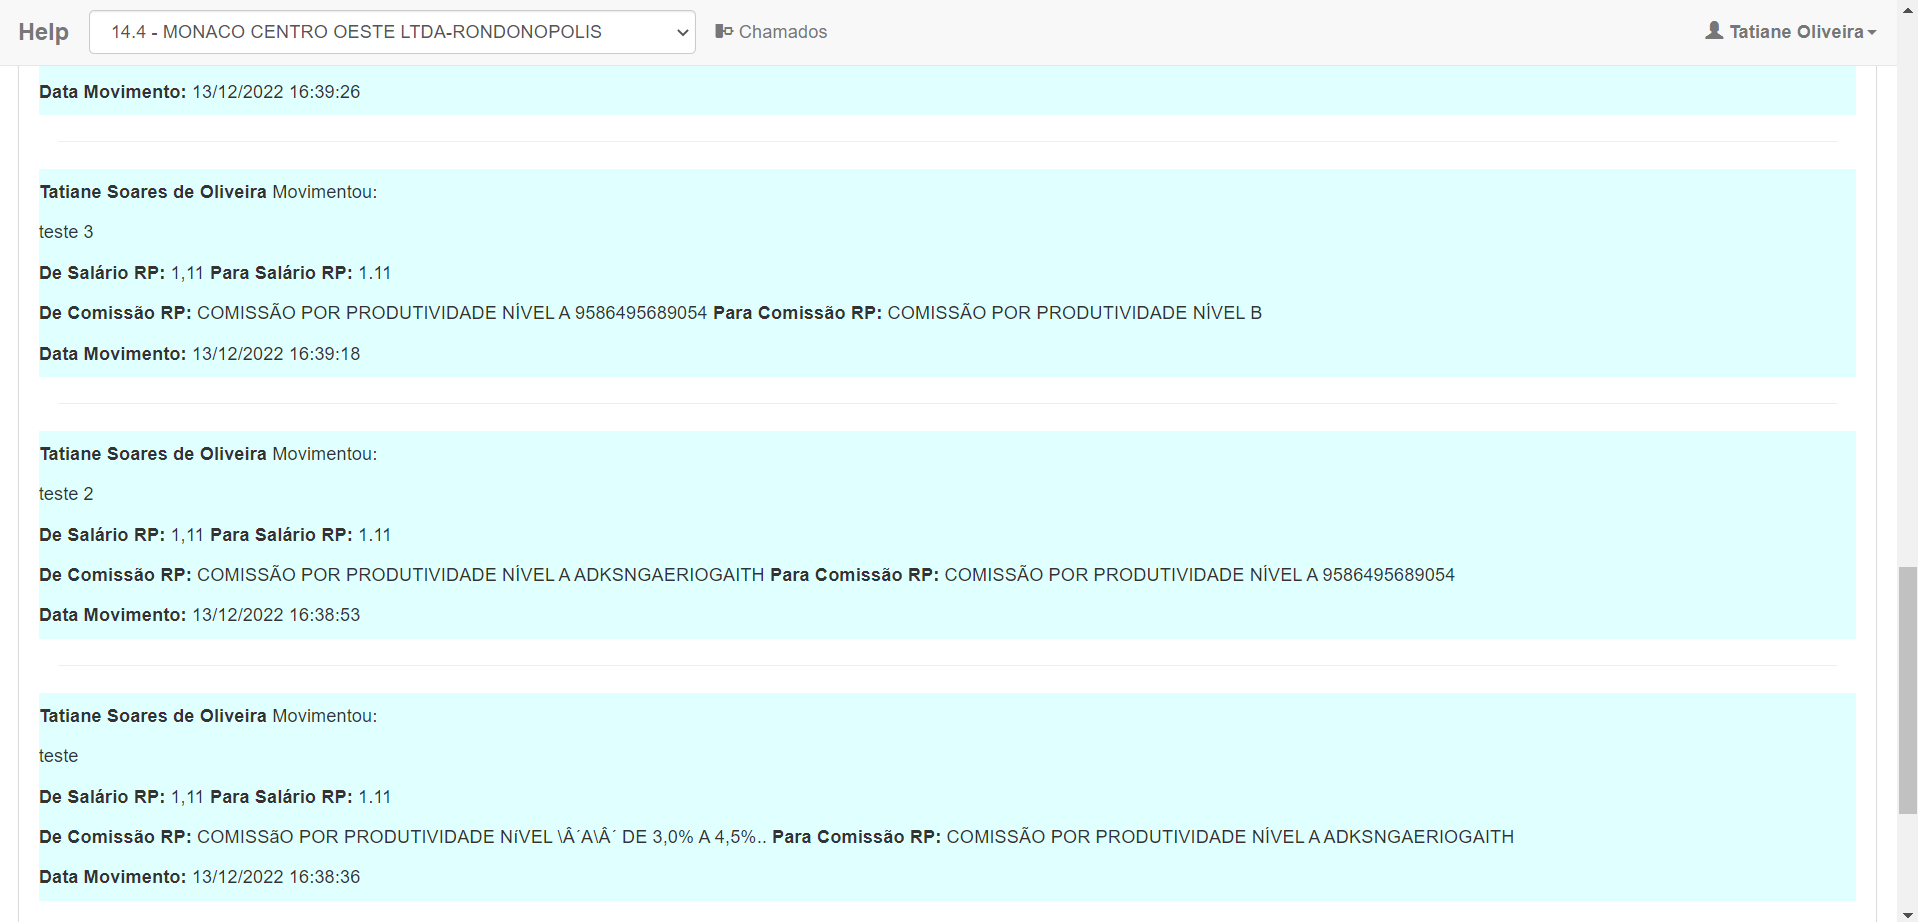 Help 14.4 - MONACO CENTRO OESTE LTDA-RONDONOPOLIS Chamados Tatiane Oliveira
Data Movimento: 13/12/2022 16:39:26
Tatiane Soares de Oliveira Movimentou:
teste 3
De Salário RP: 1,11 Para Salário RP: 1.11
De Comissão RP: COMISSÃO POR PRODUTIVIDADE NÍVEL A 9586495689054 Para Comissão RP: COMISSÃO POR PRODUTIVIDADE NÍVEL B
Data Movimento: 13/12/2022 16:39:18
Tatiane Soares de Oliveira Movimentou:
teste 2
De Salário RP: 1,11 Para Salário RP: 1.11
De Comissão RP: COMISSÃO POR PRODUTIVIDADE NÍVEL A ADKSNGAERIOGAITH Para Comissão RP: COMISSÃO POR PRODUTIVIDADE NÍVEL A 9586495689054
Data Movimento: 13/12/2022 16:38:53
Tatiane Soares de Oliveira Movimentou:
teste
De Salário RP: 1,11 Para Salário RP: 1.11
De Comissão RP: COMISSãO POR PRODUTIVIDADE NíVEL \Â´A\Â´ DE 3,0% A 4,5%.. Para Comissão RP: COMISSÃO POR PRODUTIVIDADE NÍVEL A ADKSNGAERIOGAITH
Data Movimento: 13/12/2022 16:38:36